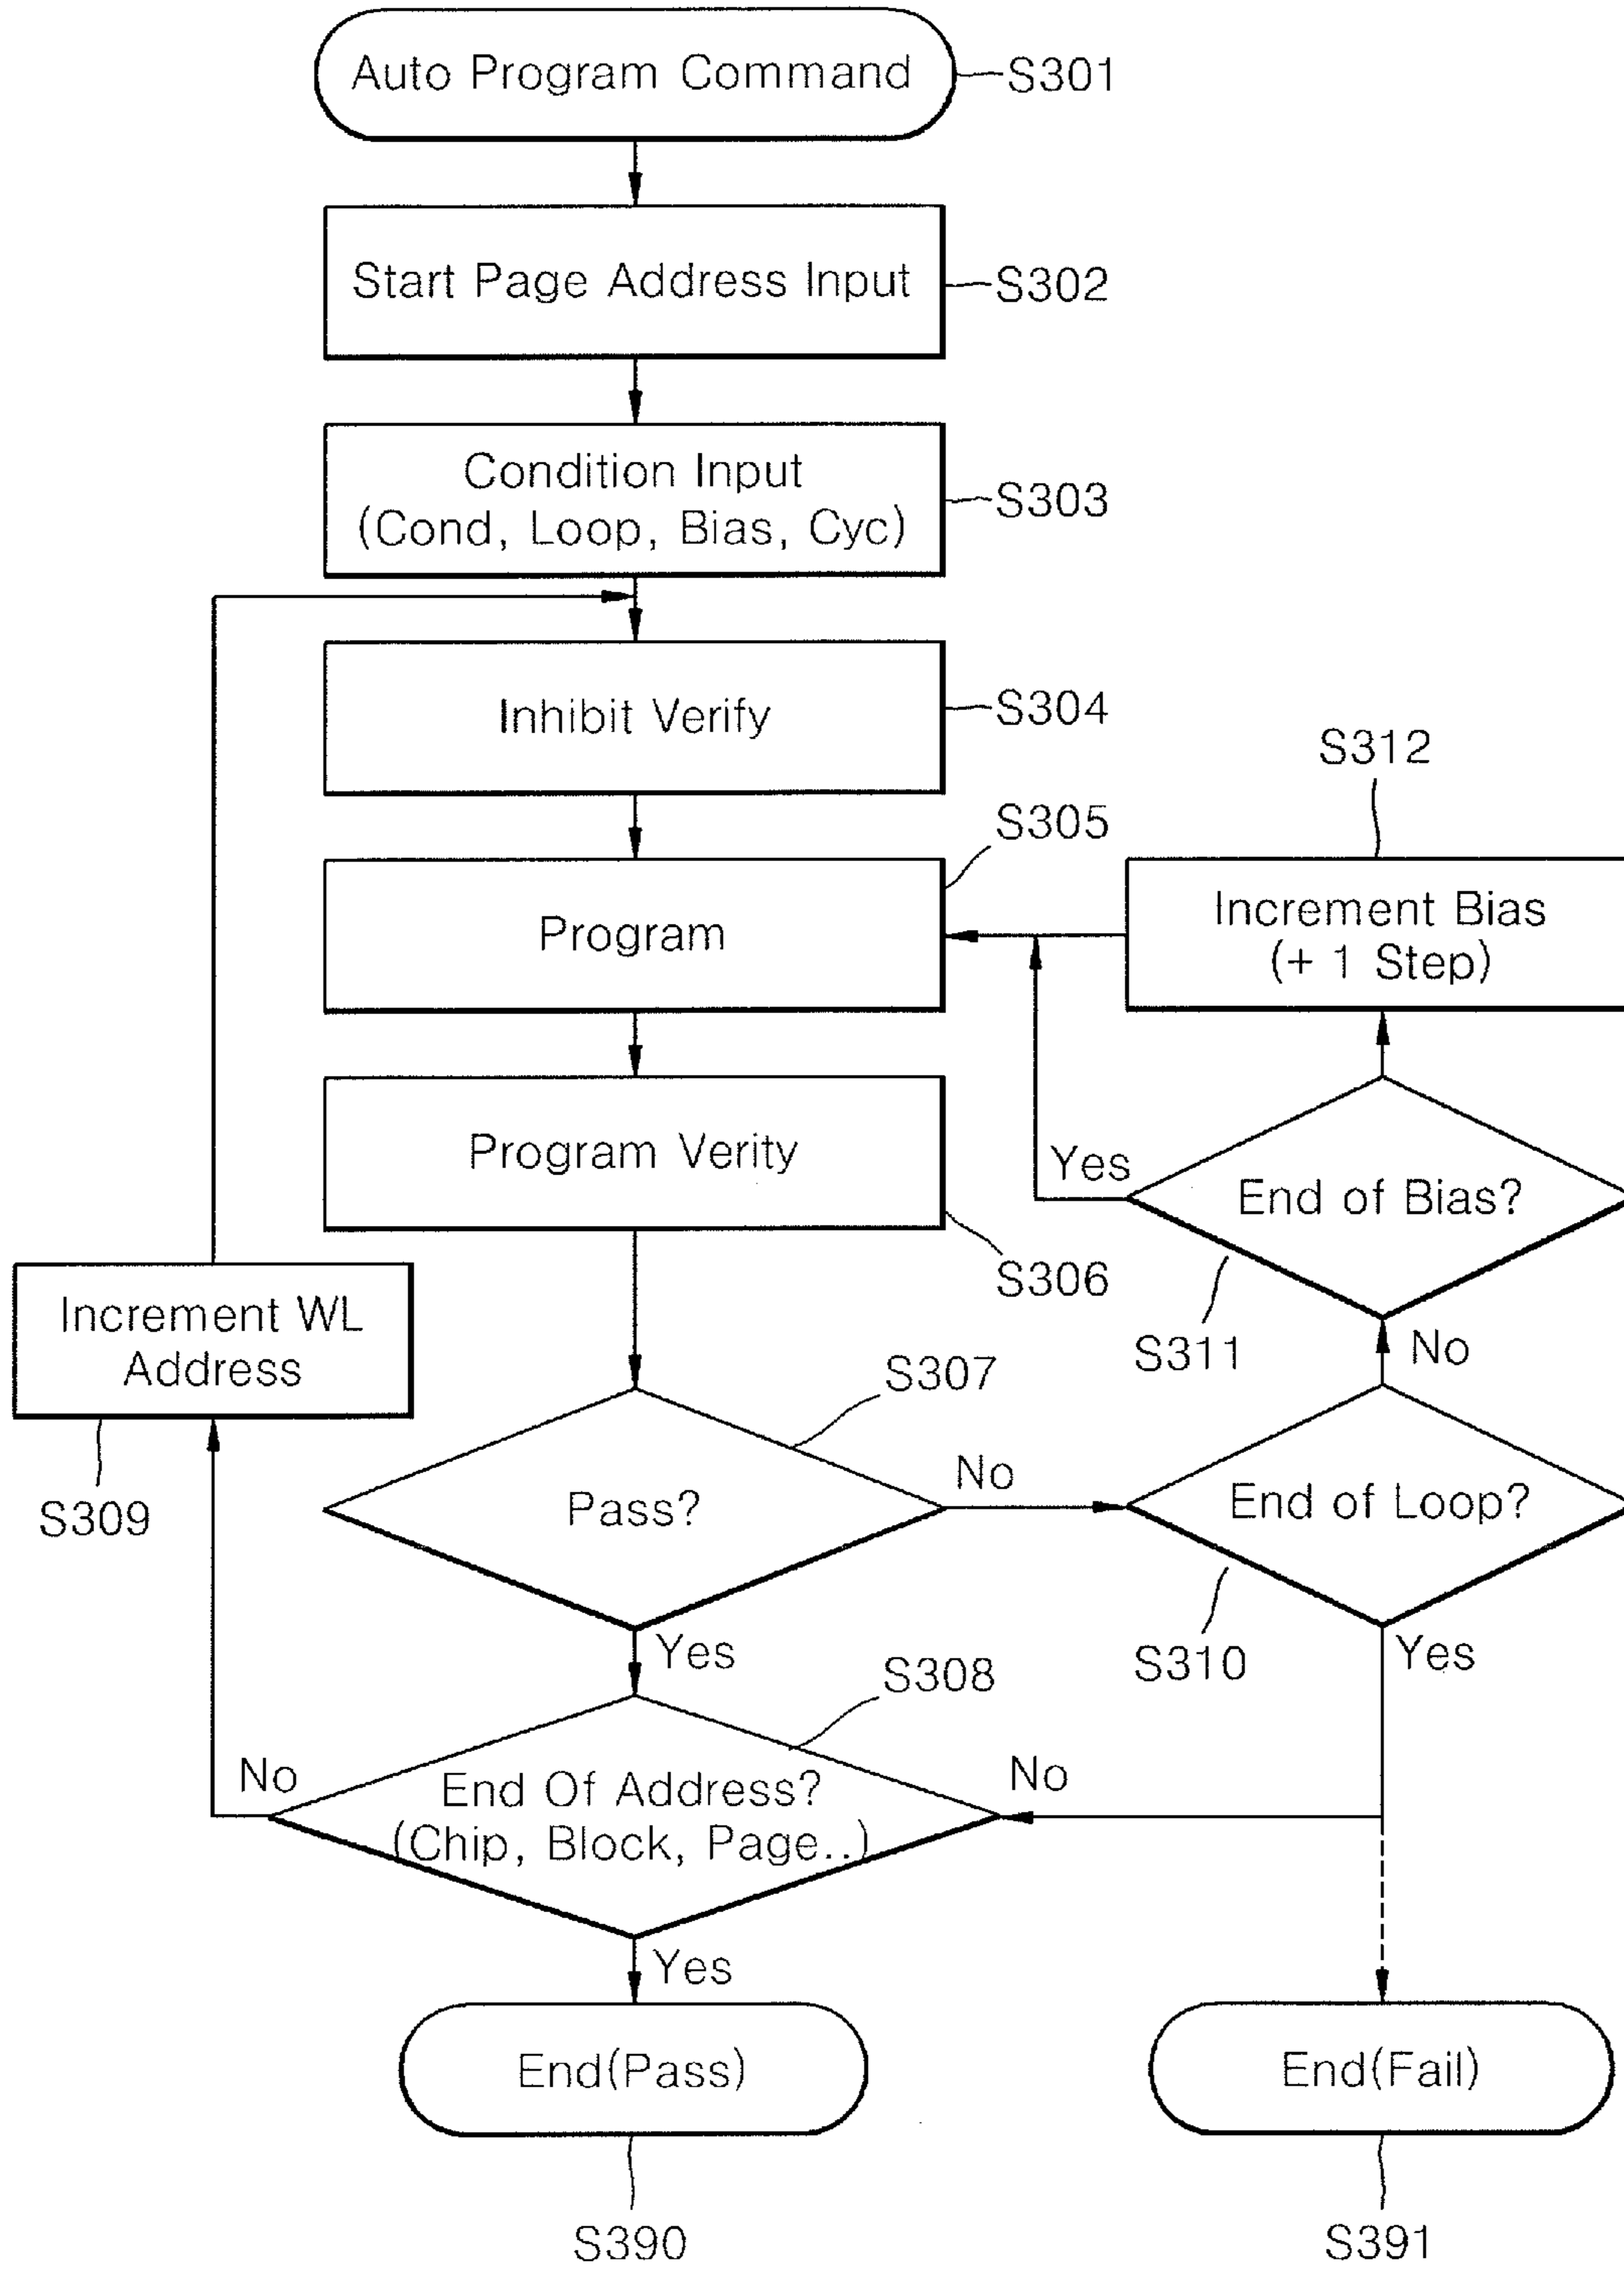 Auto Program Command
S301
Start Page Address Input
S302
Condition Input
(Cond, Loop, Bias, Cyc)
S303
Inhibit Verify
S304
S312
S305
Program
Increment Bias
(+ 1 Step)
Program Verity
S306
Yes
End of Bias?
S311
Increment WL
Address
S309
No
S307
Pass?
No
End of Loop?
S310
Yes
Yes
S308
No
End Of Address?
(Chip, Block, Page..)
No
Yes
End(Pass)
End(Fail)
S390
S391